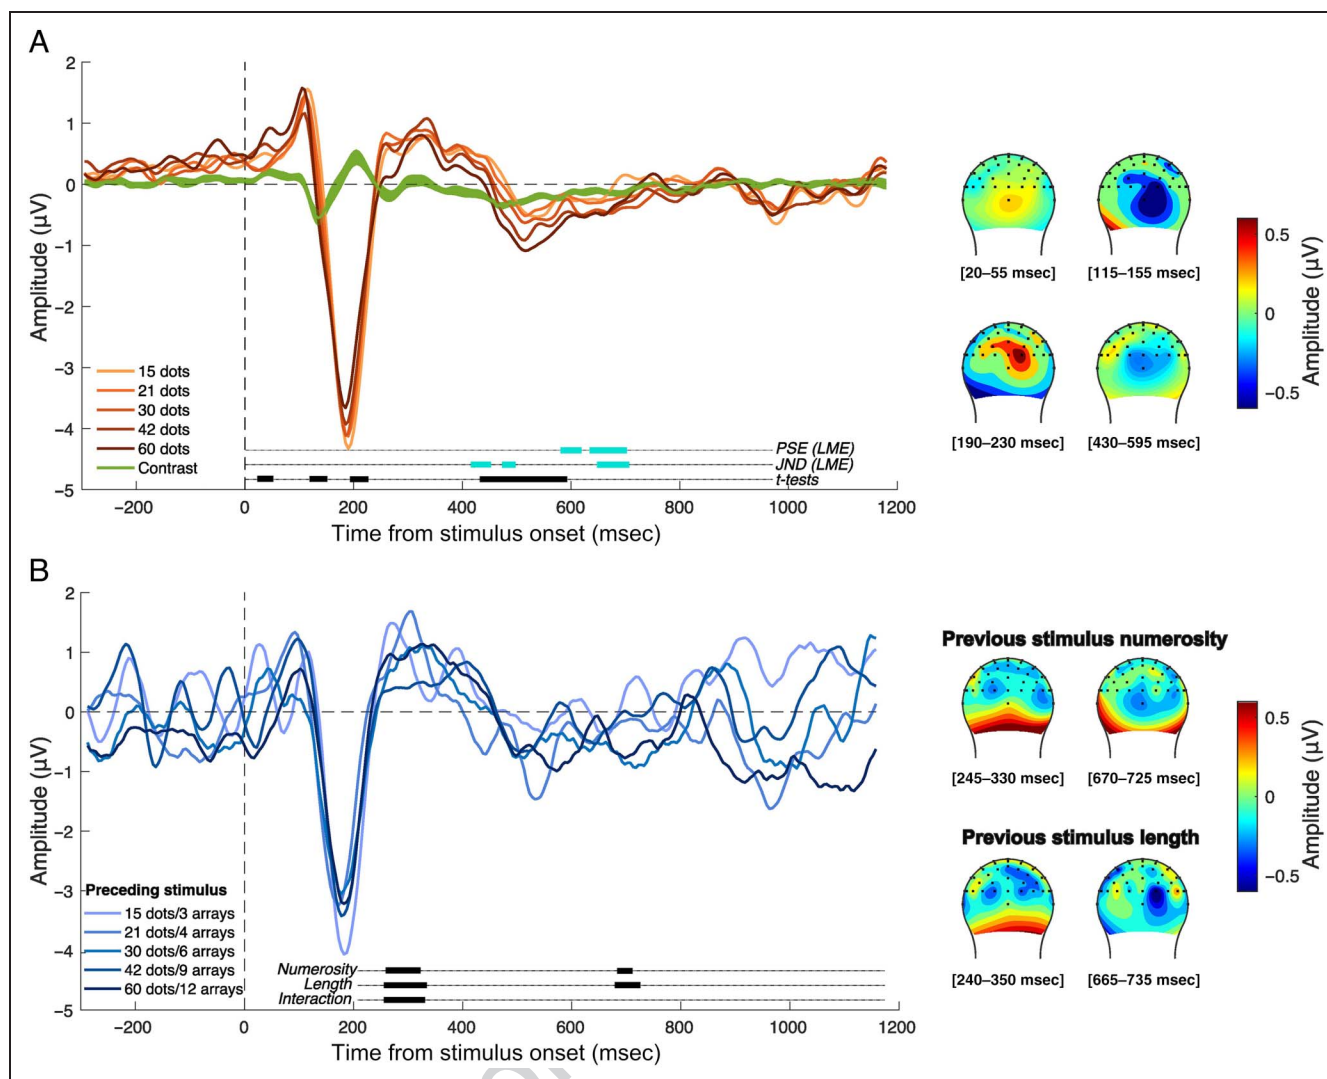 A
2
1
0
−1
−2
−3
−4
−5
Amplitude (µV)
15 dots
21 dots
30 dots
42 dots
60 dots
Contrast
PSE (LME)
JND (LME)
t-tests
−200
0
200
400
600
800
1000
1200
Time from stimulus onset (msec)
[20–55 msec]
[115–155 msec]
[190–230 msec]
[430–595 msec]
0.5
0
−0.5
Amplitude (µV)
B
2
1
0
−1
−2
−3
−4
−5
Amplitude (µV)
Preceding stimulus
15 dots/3 arrays
21 dots/4 arrays
30 dots/6 arrays
42 dots/9 arrays
60 dots/12 arrays
Numerosity
Length
Interaction
−200
0
200
400
600
800
1000
1200
Time from stimulus onset (msec)
Previous stimulus numerosity
[245–330 msec]
[670–725 msec]
Previous stimulus length
[240–350 msec]
[665–735 msec]
0.5
0
−0.5
Amplitude (µV)